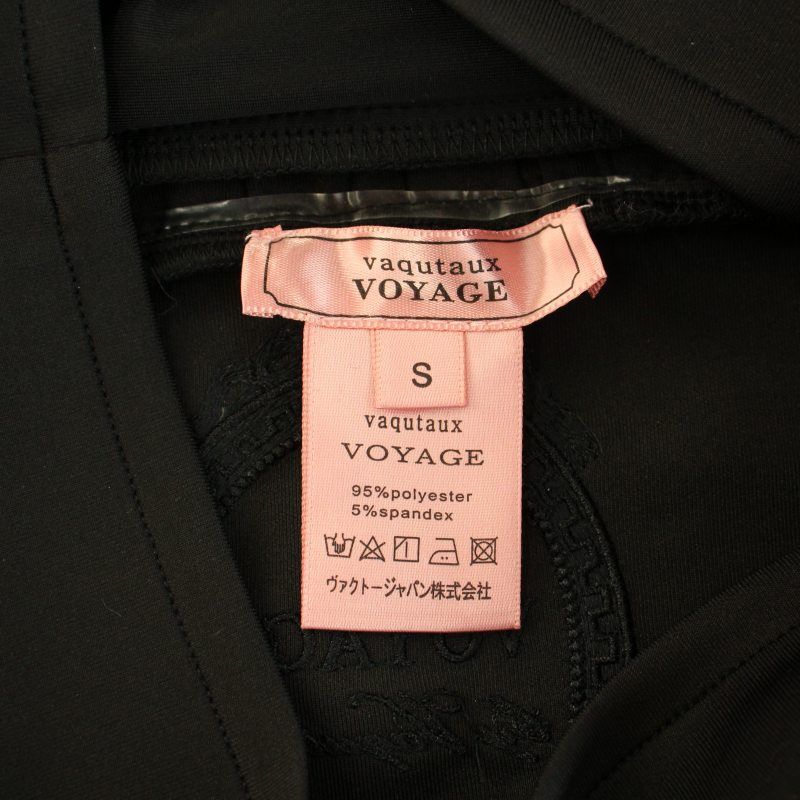 vaqutaux
VOYAGE
S
vaqutaux
VOYAGE
95%polyester
5%spandex
ヴァクトージャパン株式会社